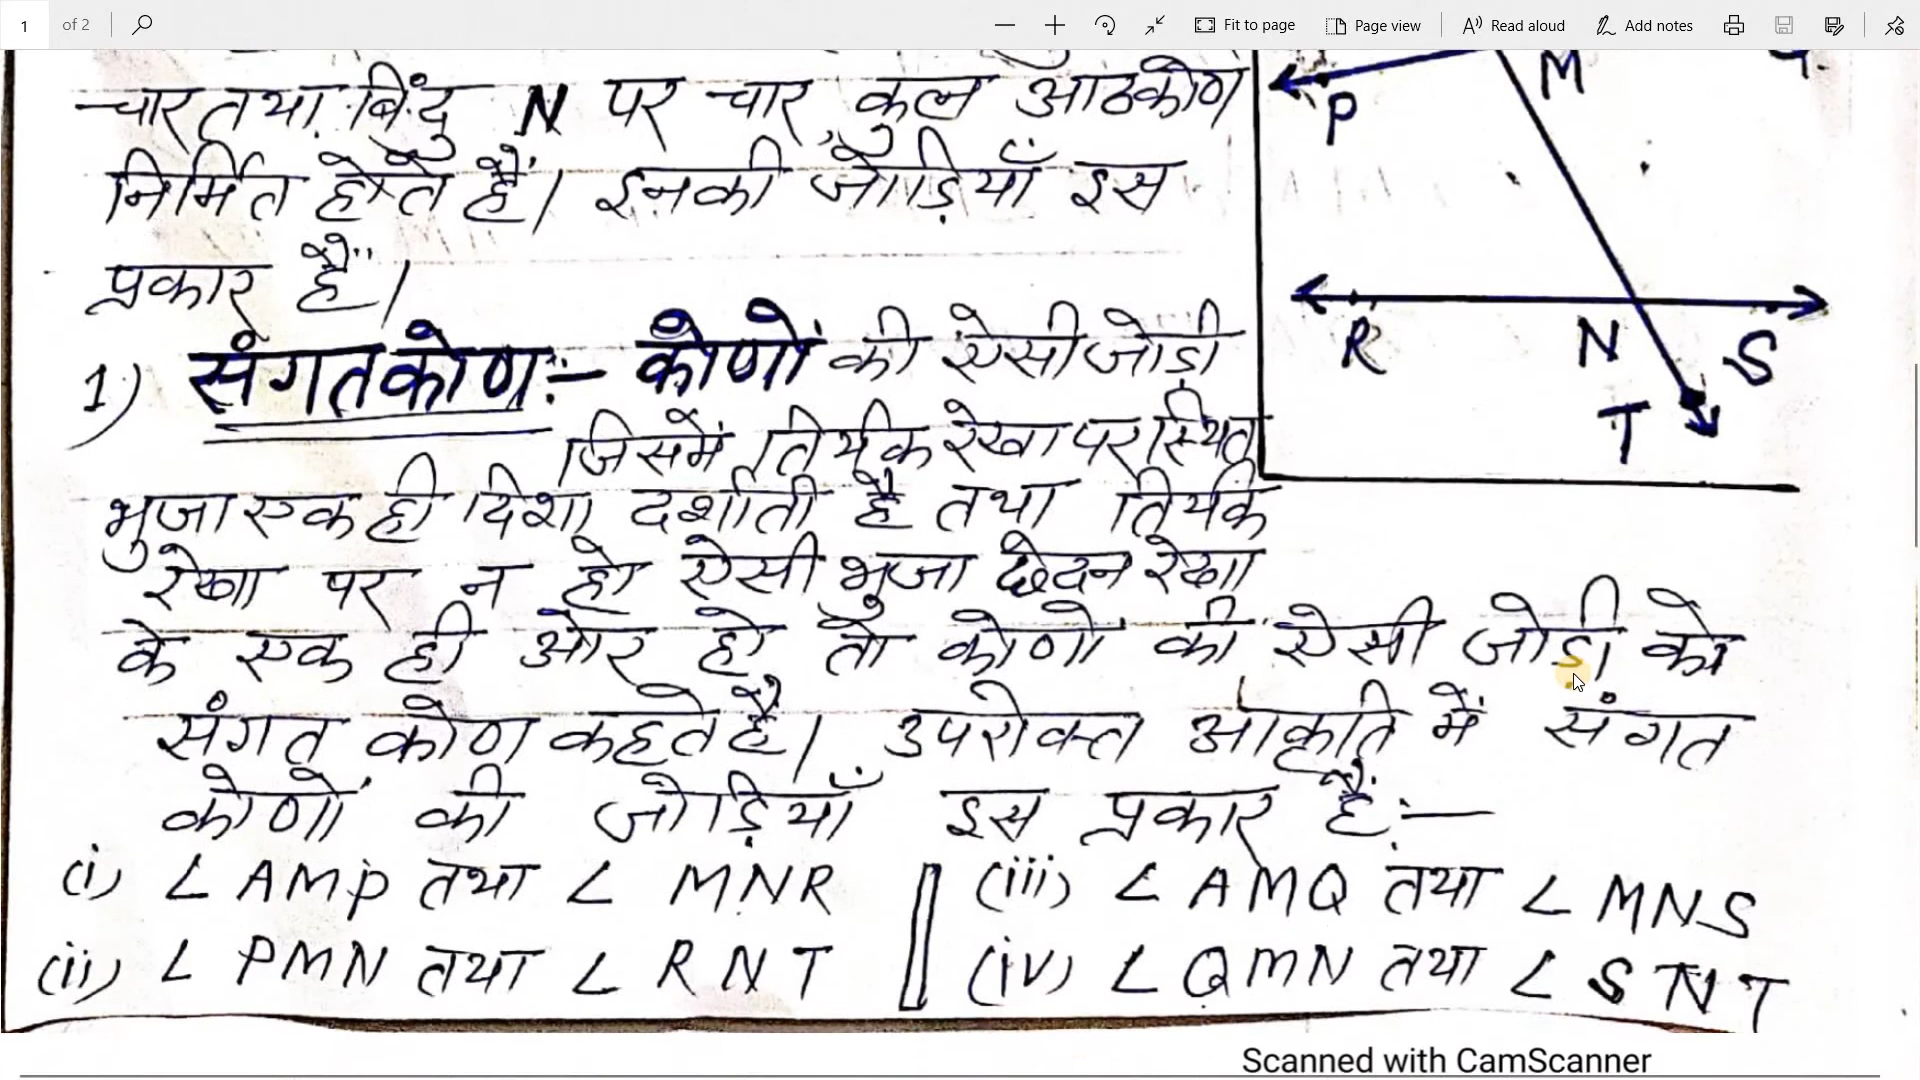 1 of 2 Fit to page Page view Read aloud Add notes
चार तथा बिंदु N पर चार कुल आठ कोण
निर्मित होते हैं। इनकी जोड़ियाँ इस
प्रकार हैं।
1) संगत कोण :- कोणों की ऐसी जोड़ी
जिसमें तिर्यक रेखा पर स्थित
भुजा एक ही दिशा दर्शाती है तथा तिर्यक
रेखा पर न हो ऐसी भुजा छेदन रेखा
के एक ही ओर हो तो कोणों की ऐसी जोड़ी को
संगत कोण कहते हैं। उपरोक्त आकृति में संगत
कोणों की जोड़ियाँ इस प्रकार हैं:—
(i) ∠ AMP तथा ∠ MNR
(ii) ∠ PMN तथा ∠ RNT
(iii) ∠ AMQ तथा ∠ MNS
(iv) ∠ QMN तथा ∠ SNT
P
M
R
N
S
T
Scanned with CamScanner